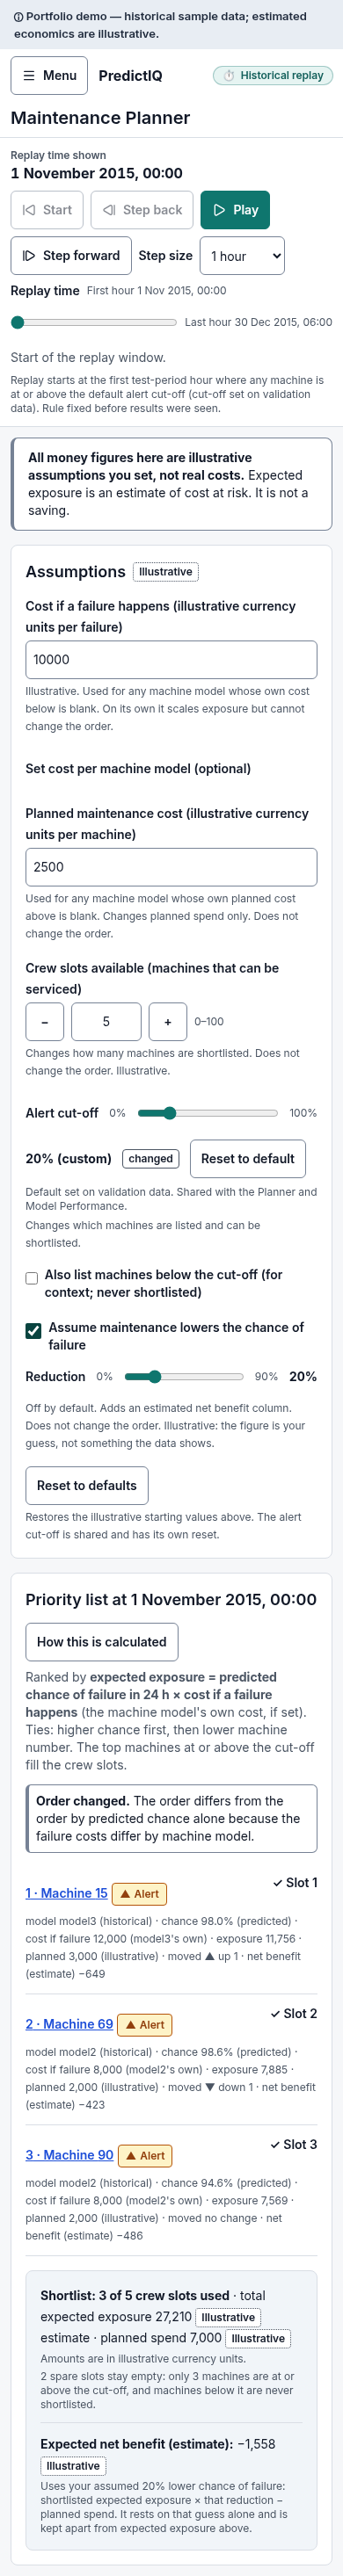 Portfolio demo — historical sample data; estimated
economics are illustrative.
☰ Menu
PredictIQ
⏱️ Historical replay
Maintenance Planner
Replay time shown
1 November 2015, 00:00
Start
Step back
Play
Step forward
Step size
1 hour
Replay time First hour 1 Nov 2015, 00:00
Last hour 30 Dec 2015, 06:00
Start of the replay window.
Replay starts at the first test-period hour where any machine is
at or above the default alert cut-off (cut-off set on validation
data). Rule fixed before results were seen.
All money figures here are illustrative
assumptions you set, not real costs. Expected
exposure is an estimate of cost at risk. It is not a
saving.
Assumptions Illustrative
Cost if a failure happens (illustrative currency
units per failure)
10000
Illustrative. Used for any machine model whose own cost
below is blank. On its own it scales exposure but cannot
change the order.
Set cost per machine model (optional)
Planned maintenance cost (illustrative currency
units per machine)
2500
Used for any machine model whose own planned cost
above is blank. Changes planned spend only. Does not
change the order.
Crew slots available (machines that can be
serviced)
− 5 + 0–100
Changes how many machines are shortlisted. Does not
change the order. Illustrative.
Alert cut-off 0% 100%
20% (custom) changed Reset to default
Default set on validation data. Shared with the Planner and
Model Performance.
Changes which machines are listed and can be
shortlisted.
Also list machines below the cut-off (for
context; never shortlisted)
Assume maintenance lowers the chance of
failure
Reduction 0% 90% 20%
Off by default. Adds an estimated net benefit column.
Does not change the order. Illustrative: the figure is your
guess, not something the data shows.
Reset to defaults
Restores the illustrative starting values above. The alert
cut-off is shared and has its own reset.
Priority list at 1 November 2015, 00:00
How this is calculated
Ranked by expected exposure = predicted
chance of failure in 24 h × cost if a failure
happens (the machine model's own cost, if set).
Ties: higher chance first, then lower machine
number. The top machines at or above the cut-off
fill the crew slots.
Order changed. The order differs from the
order by predicted chance alone because the
failure costs differ by machine model.
✓ Slot 1
1 · Machine 15 ▲ Alert
model model3 (historical) · chance 98.0% (predicted) ·
cost if failure 12,000 (model3's own) · exposure 11,756 ·
planned 3,000 (illustrative) · moved ▲ up 1 · net benefit
(estimate) −649
✓ Slot 2
2 · Machine 69 ▲ Alert
model model2 (historical) · chance 98.6% (predicted) ·
cost if failure 8,000 (model2's own) · exposure 7,885 ·
planned 2,000 (illustrative) · moved ▼ down 1 · net benefit
(estimate) −423
✓ Slot 3
3 · Machine 90 ▲ Alert
model model2 (historical) · chance 94.6% (predicted) ·
cost if failure 8,000 (model2's own) · exposure 7,569 ·
planned 2,000 (illustrative) · moved no change · net
benefit (estimate) −486
Shortlist: 3 of 5 crew slots used · total
expected exposure 27,210 Illustrative
estimate · planned spend 7,000 Illustrative
Amounts are in illustrative currency units.
2 spare slots stay empty: only 3 machines are at or
above the cut-off, and machines below it are never
shortlisted.
Expected net benefit (estimate): −1,558
Illustrative
Uses your assumed 20% lower chance of failure:
shortlisted expected exposure × that reduction −
planned spend. It rests on that guess alone and is
kept apart from expected exposure above.